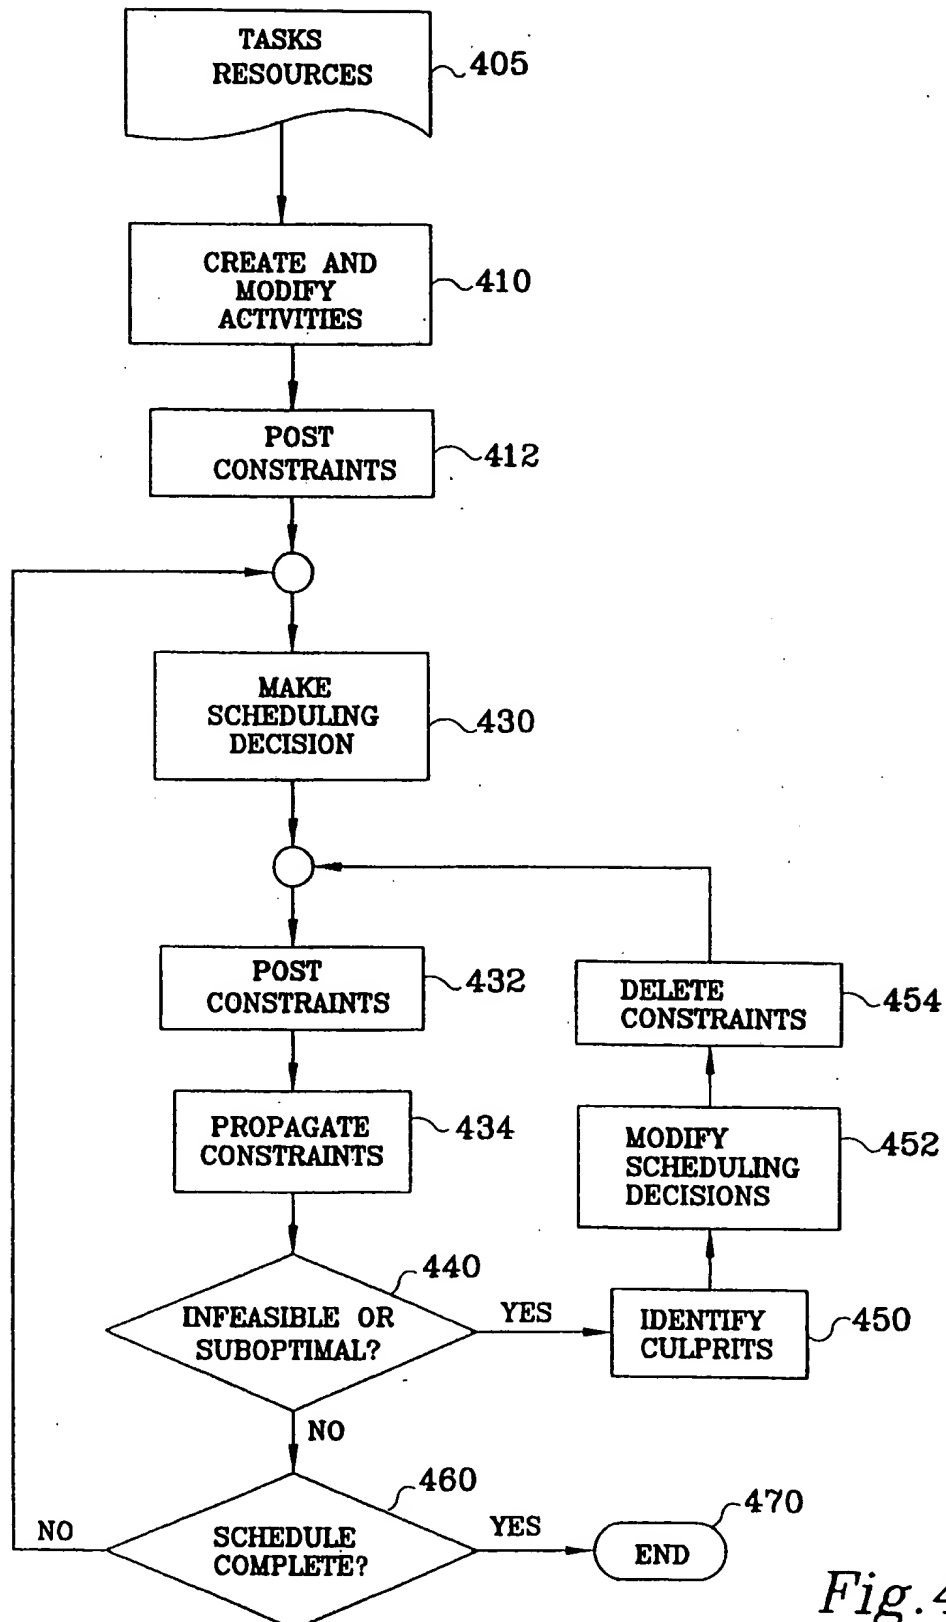 TASKS
RESOURCES
405
CREATE AND
MODIFY
ACTIVITIES
410
POST
CONSTRAINTS
412
MAKE
SCHEDULING
DECISION
430
POST
CONSTRAINTS
432
DELETE
CONSTRAINTS
454
PROPAGATE
CONSTRAINTS
434
MODIFY
SCHEDULING
DECISIONS
452
440
INFEASIBLE OR
SUBOPTIMAL?
YES
IDENTIFY
CULPRITS
450
NO
460
NO
SCHEDULE
COMPLETE?
YES
470
END
Fig.4